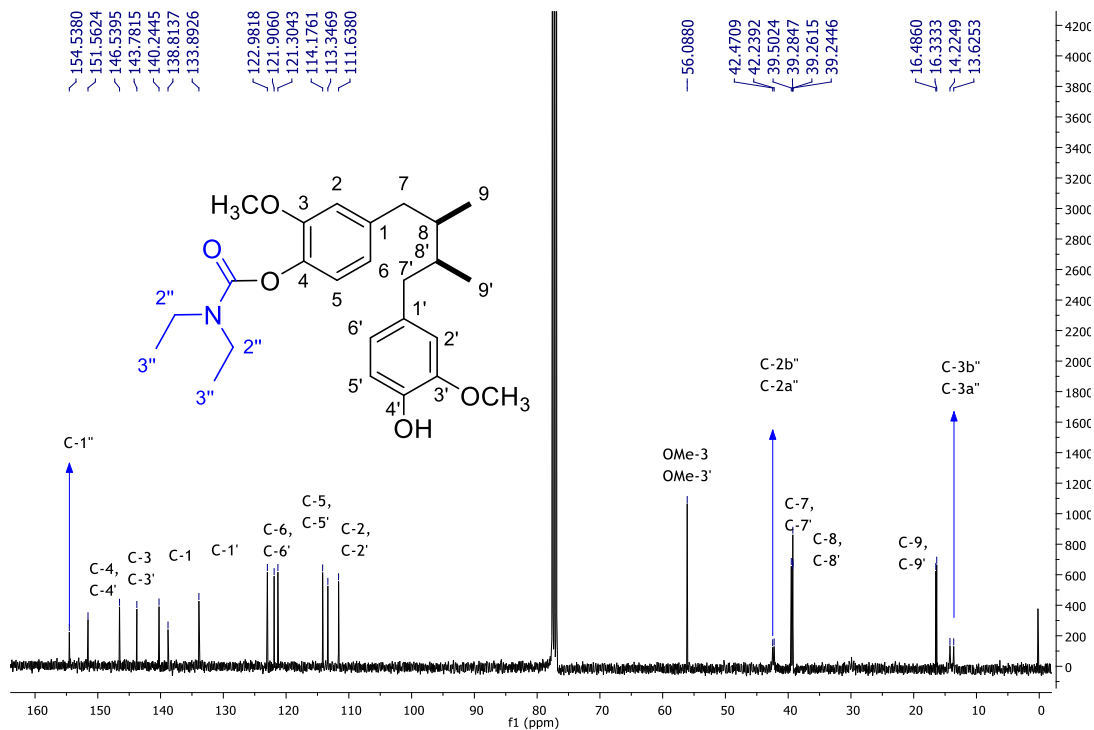 154.5380
151.5624
146.5395
143.7815
140.2445
138.8137
133.8926
122.9818
121.9060
121.3043
114.1761
113.3469
111.6380
56.0880
42.4709
42.2392
39.5024
39.2847
39.2615
39.2446
16.4860
16.3333
14.2249
13.6253
H3CO
3
2
7
9
1
8
8'
O
O
4
5
6
7'
9'
2''
N
2''
3''
3''
1'
6'
2'
5'
3'
4'
OCH3
OH
C-1''
C-4,
C-4'
C-3
C-3'
C-1
C-1'
C-6,
C-6'
C-5,
C-5'
C-2,
C-2'
OMe-3
OMe-3'
C-2b''
C-2a''
C-7,
C-7'
C-8,
C-8'
C-9,
C-9'
C-3b''
C-3a''
4200
4000
3800
3600
3400
3200
3000
2800
2600
2400
2200
2000
1800
1600
1400
1200
1000
800
600
400
200
0
160 150 140 130 120 110 100 90 80 70 60 50 40 30 20 10 0
f1 (ppm)